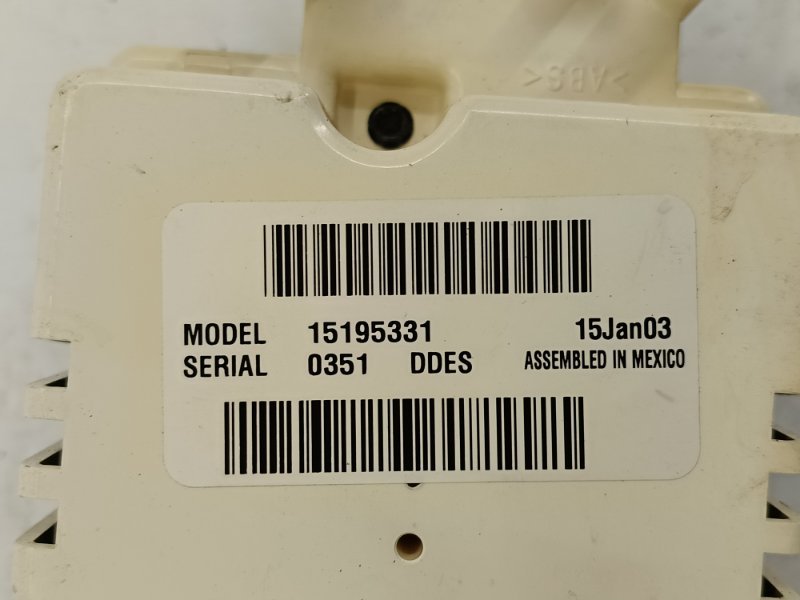 >ABS<
MODEL 15195331 15Jan03
SERIAL 0351 DDES ASSEMBLED IN MEXICO